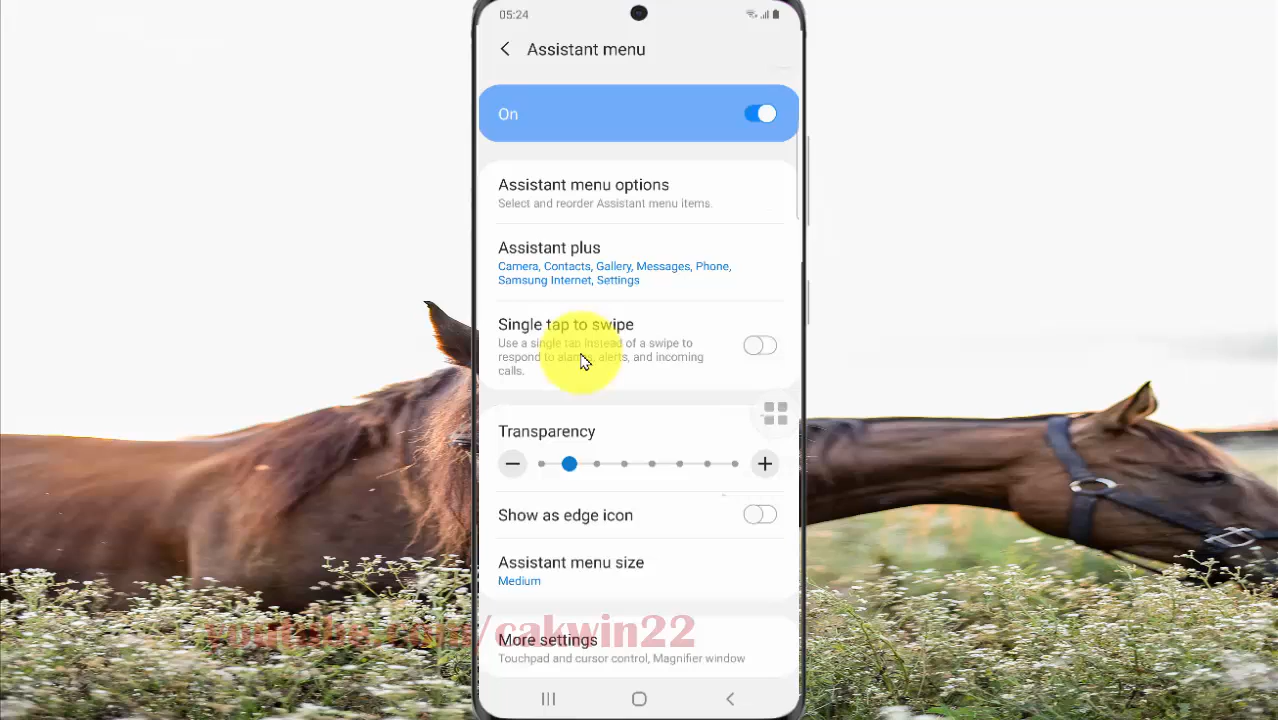 05:24
Assistant menu
On
Assistant menu options
Select and reorder Assistant menu items.
Assistant plus
Camera, Contacts, Gallery, Messages, Phone,
Samsung Internet, Settings
Single tap to swipe
Use a single tap instead of a swipe to
respond to alarms, alerts, and incoming
calls.
Transparency
Show as edge icon
Assistant menu size
Medium
youtube.com/cakwin22
More settings
Touchpad and cursor control, Magnifier window